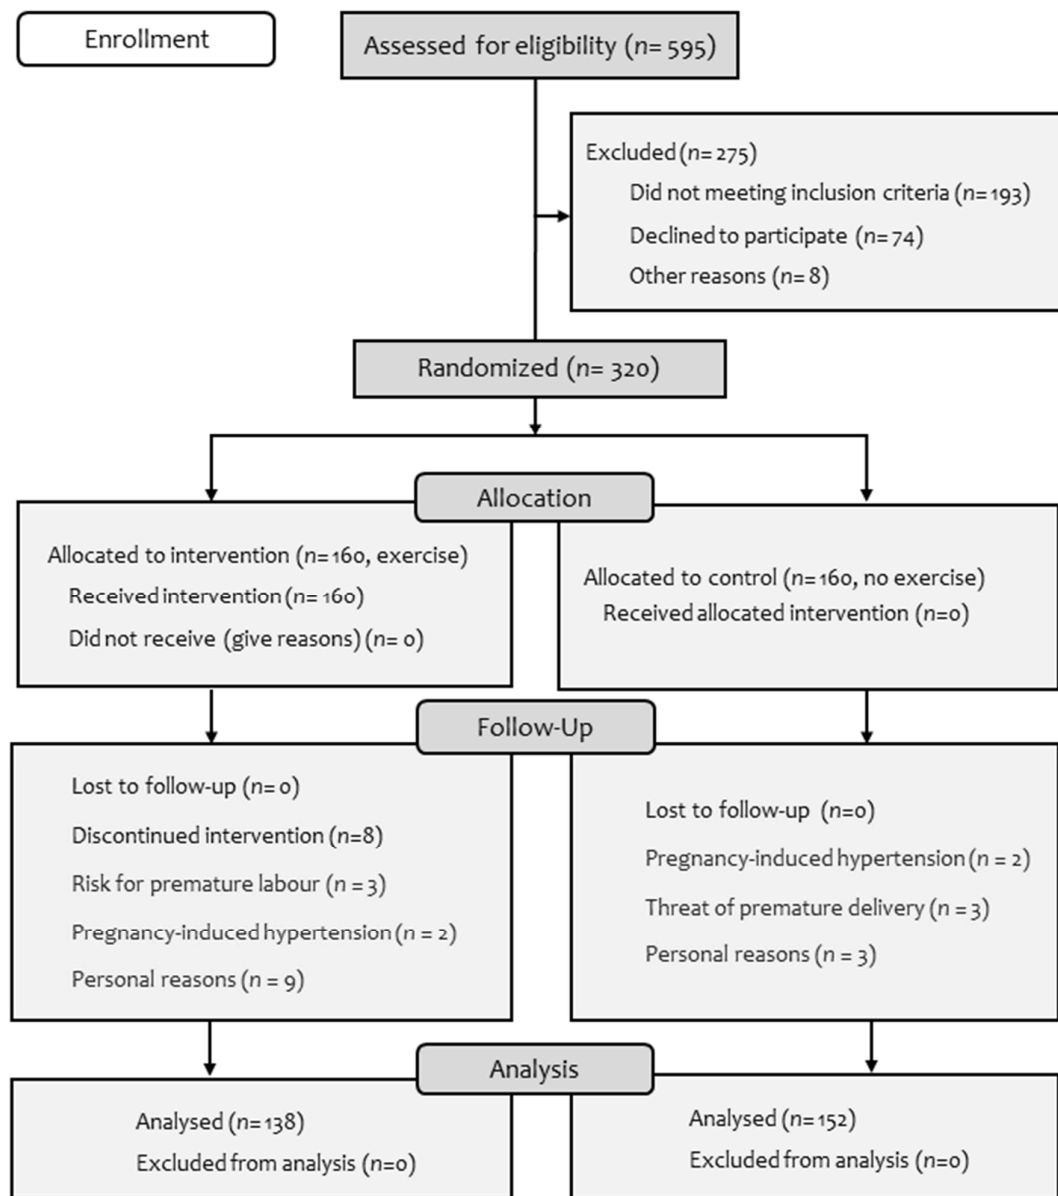 Enrollment
Assessed for eligibility (n= 595)
Excluded (n= 275)
Did not meeting inclusion criteria (n= 193)
Declined to participate (n= 74)
Other reasons (n= 8)
Randomized (n= 320)
Allocation
Allocated to intervention (n= 160, exercise)
Received intervention (n= 160)
Did not receive (give reasons) (n= 0)
Allocated to control (n= 160, no exercise)
Received allocated intervention (n=0)
Follow-Up
Lost to follow-up (n= 0)
Discontinued intervention (n=8)
Risk for premature labour (n = 3)
Pregnancy-induced hypertension (n = 2)
Personal reasons (n = 9)
Lost to follow-up (n=0)
Pregnancy-induced hypertension (n = 2)
Threat of premature delivery (n = 3)
Personal reasons (n = 3)
Analysis
Analysed (n= 138)
Excluded from analysis (n=0)
Analysed (n= 152)
Excluded from analysis (n=0)